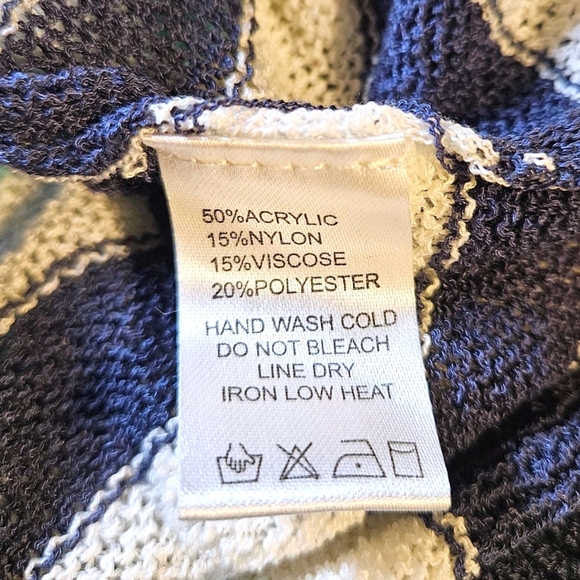 50%ACRYLIC
15%NYLON
15%VISCOSE
20%POLYESTER
HAND WASH COLD
DO NOT BLEACH
LINE DRY
IRON LOW HEAT